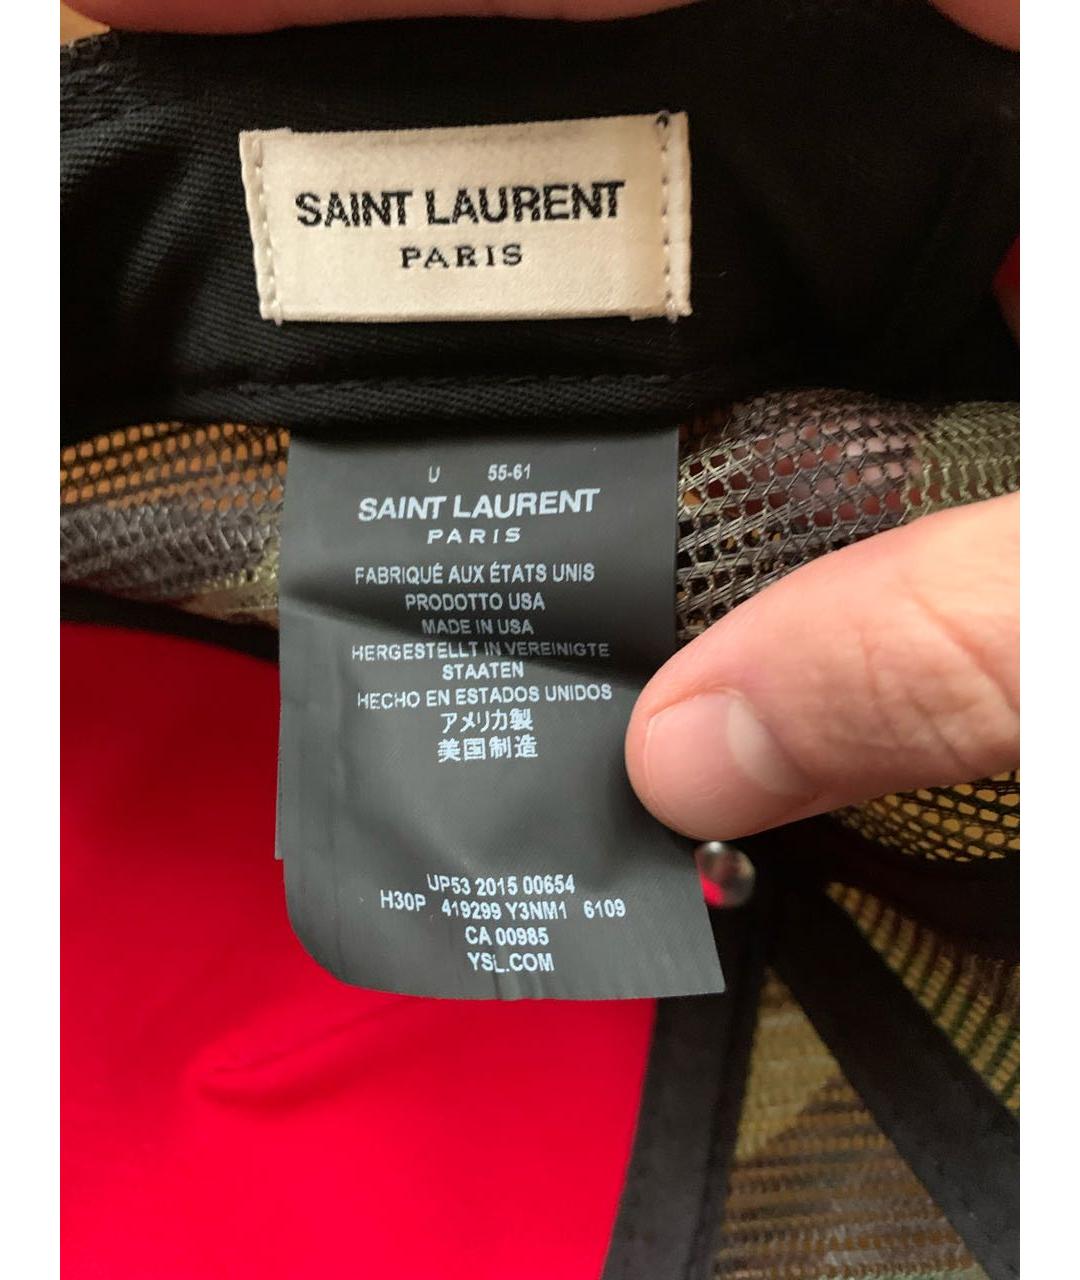 SAINT LAURENT
PARIS
U 55-61
SAINT LAURENT
PARIS
FABRIQUÉ AUX ÉTATS UNIS
PRODOTTO USA
MADE IN USA
HERGESTELLT IN VEREINIGTE
STAATEN
HECHO EN ESTADOS UNIDOS
アメリカ製
美国制造
UP53 2015 00654
H30P 419299 Y3NM1 6109
CA 00985
YSL.COM